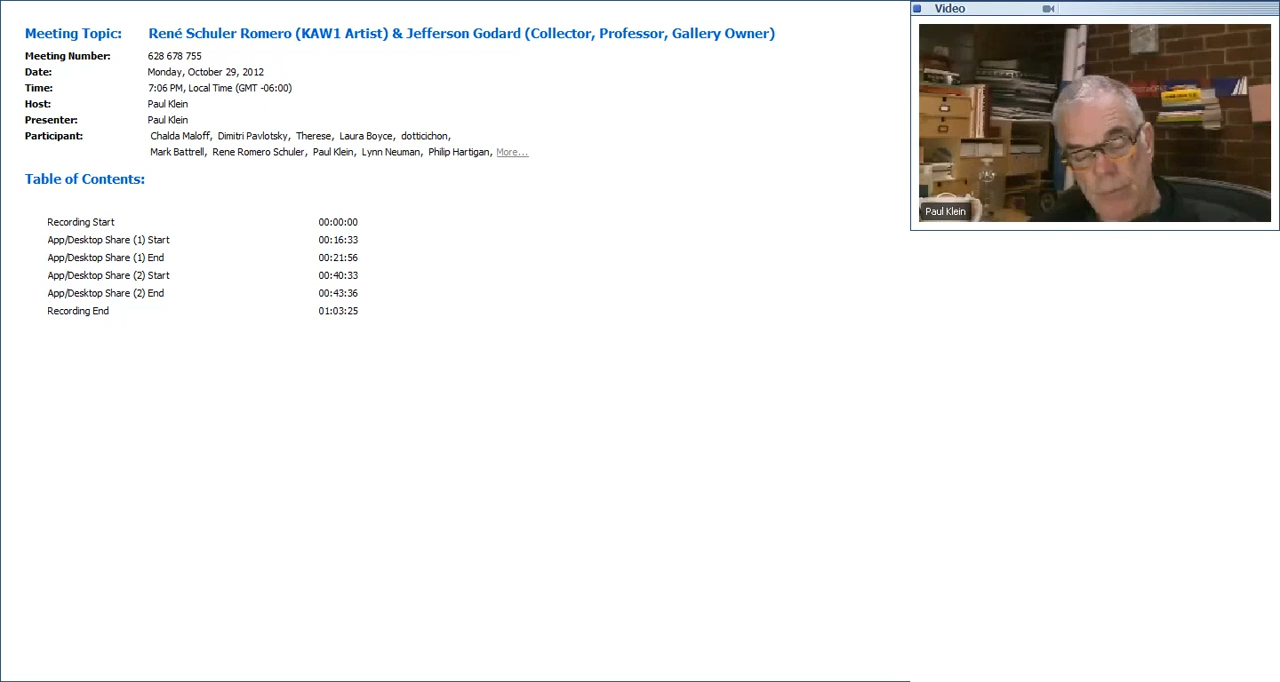 Meeting Topic: René Schuler Romero (KAW1 Artist) & Jefferson Godard (Collector, Professor, Gallery Owner)
Meeting Number: 628 678 755
Date: Monday, October 29, 2012
Time: 7:06 PM, Local Time (GMT -06:00)
Host: Paul Klein
Presenter: Paul Klein
Participant: Chalda Maloff, Dimitri Pavlotsky, Therese, Laura Boyce, dotticichon,
Mark Battrell, Rene Romero Schuler, Paul Klein, Lynn Neuman, Philip Hartigan, More...
Table of Contents:
Recording Start 00:00:00
App/Desktop Share (1) Start 00:16:33
App/Desktop Share (1) End 00:21:56
App/Desktop Share (2) Start 00:40:33
App/Desktop Share (2) End 00:43:36
Recording End 01:03:25
Video
Paul Klein